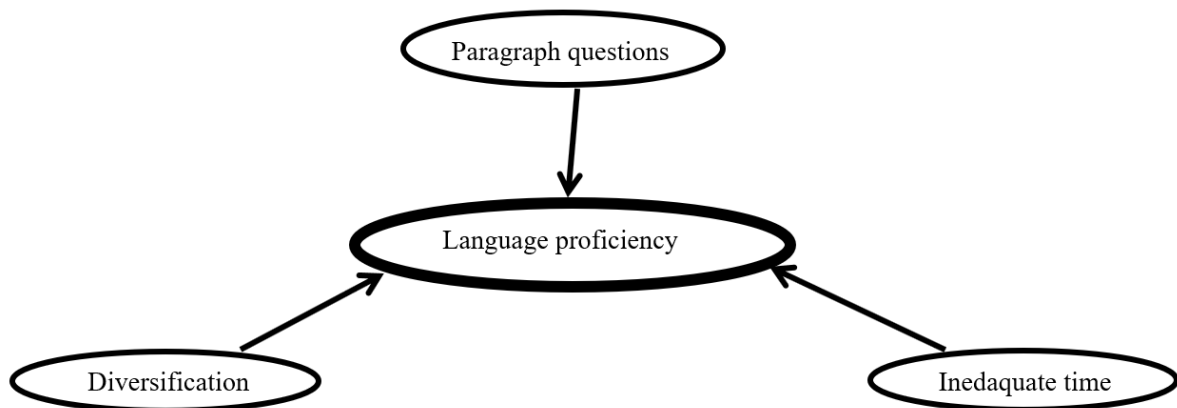 Paragraph questions
Language proficiency
Diversification
Inedaquate time